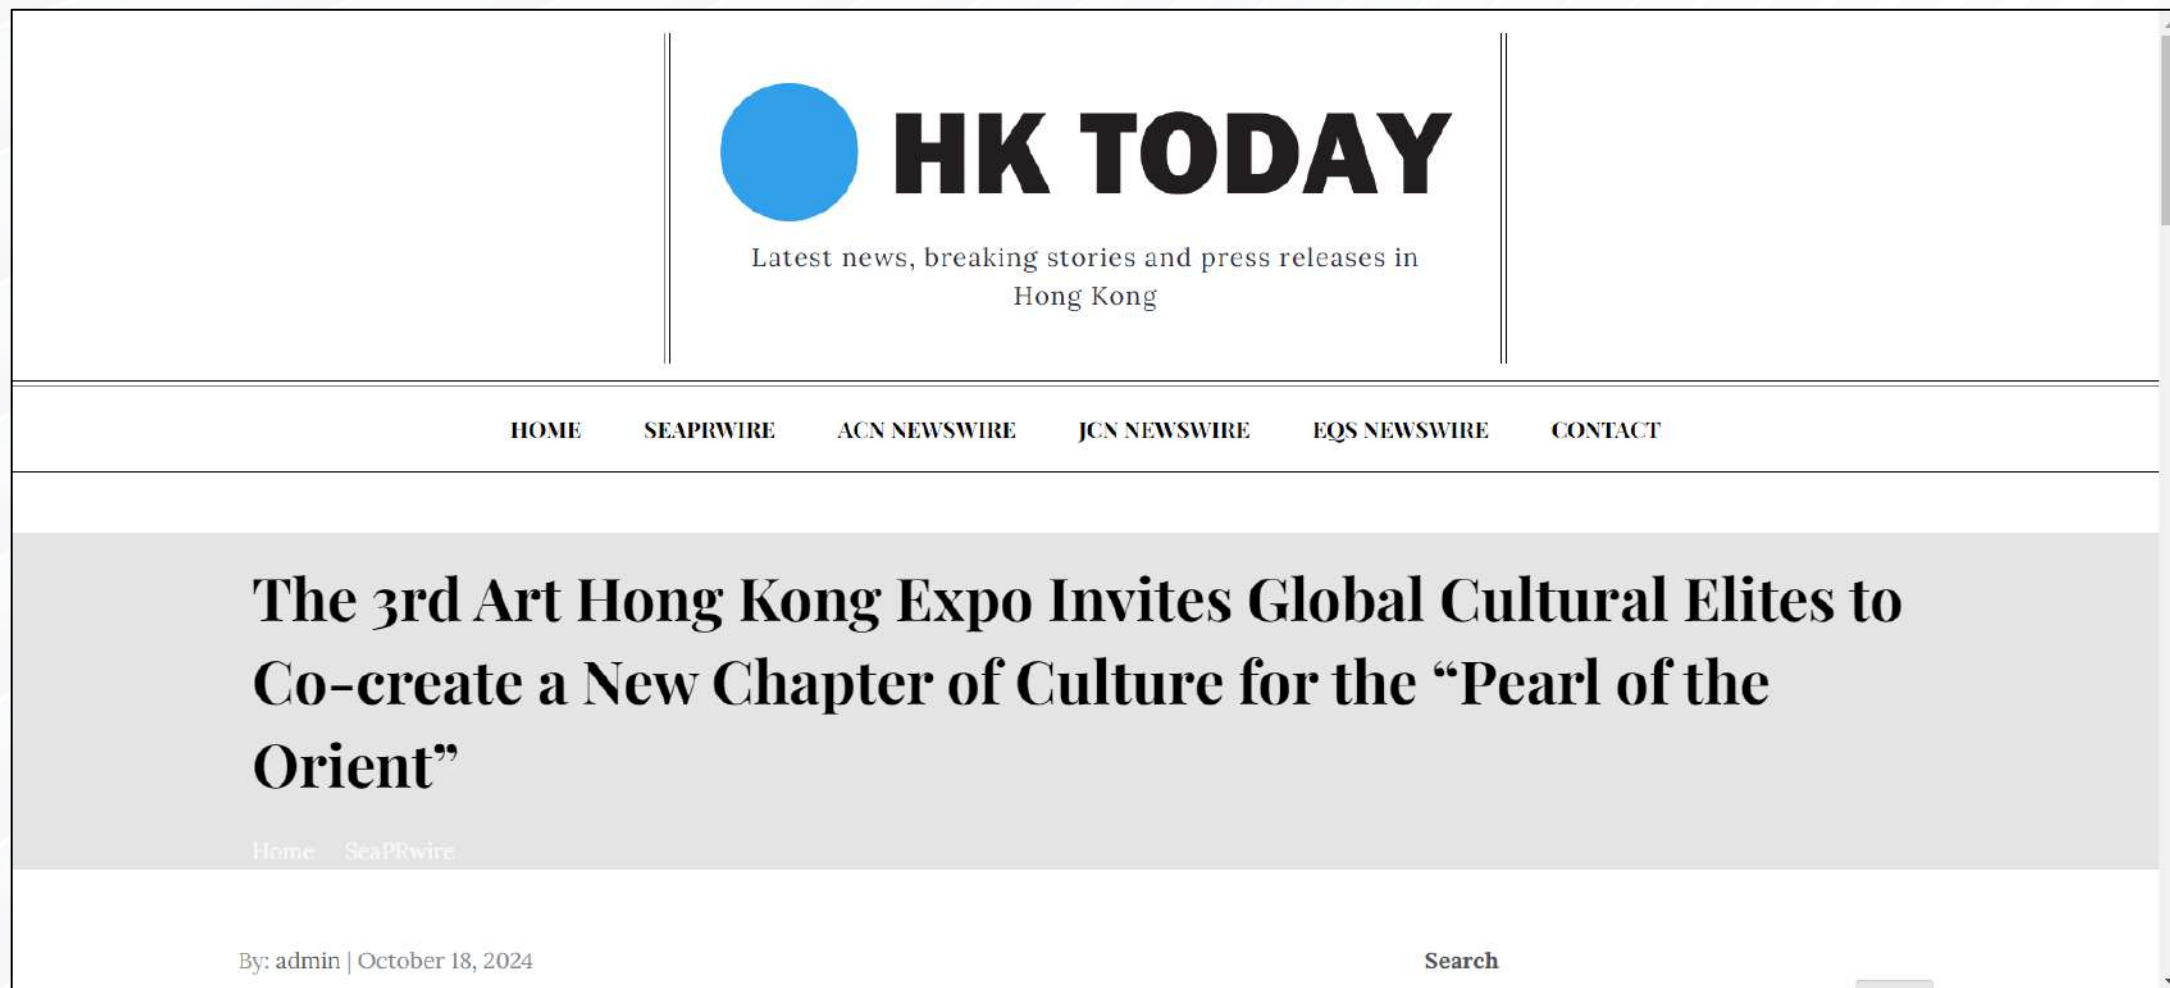 HK TODAY
Latest news, breaking stories and press releases in
Hong Kong
HOME SEAPRWIRE ACN NEWSWIRE JCN NEWSWIRE EQS NEWSWIRE CONTACT
The 3rd Art Hong Kong Expo Invites Global Cultural Elites to
Co-create a New Chapter of Culture for the “Pearl of the
Orient”
Home SeaPRwire
By: admin | October 18, 2024
Search